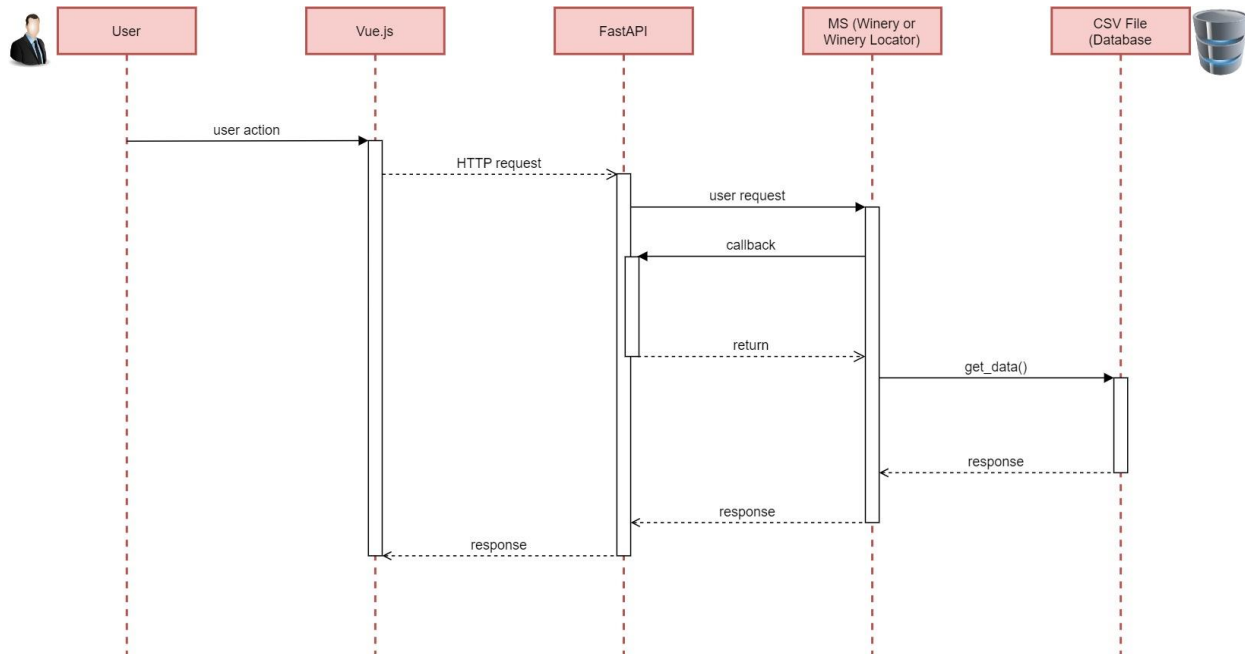 User
Vue.js
FastAPI
MS (Winery or
Winery Locator)
CSV File
(Database
user action
HTTP request
user request
callback
return
get_data()
response
response
response